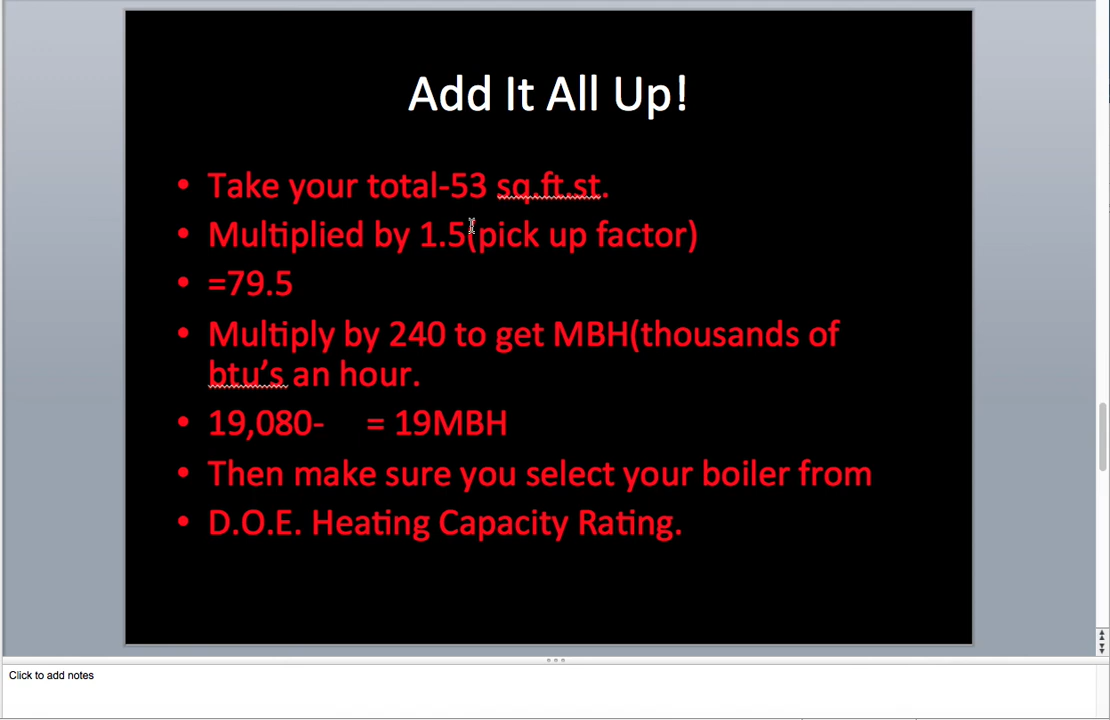 Add It All Up!
• Take your total-53 sq.ft.st.
• Multiplied by 1.5(pick up factor)
• =79.5
• Multiply by 240 to get MBH(thousands of
btu's an hour.
• 19,080- = 19MBH
• Then make sure you select your boiler from
• D.O.E. Heating Capacity Rating.
Click to add notes